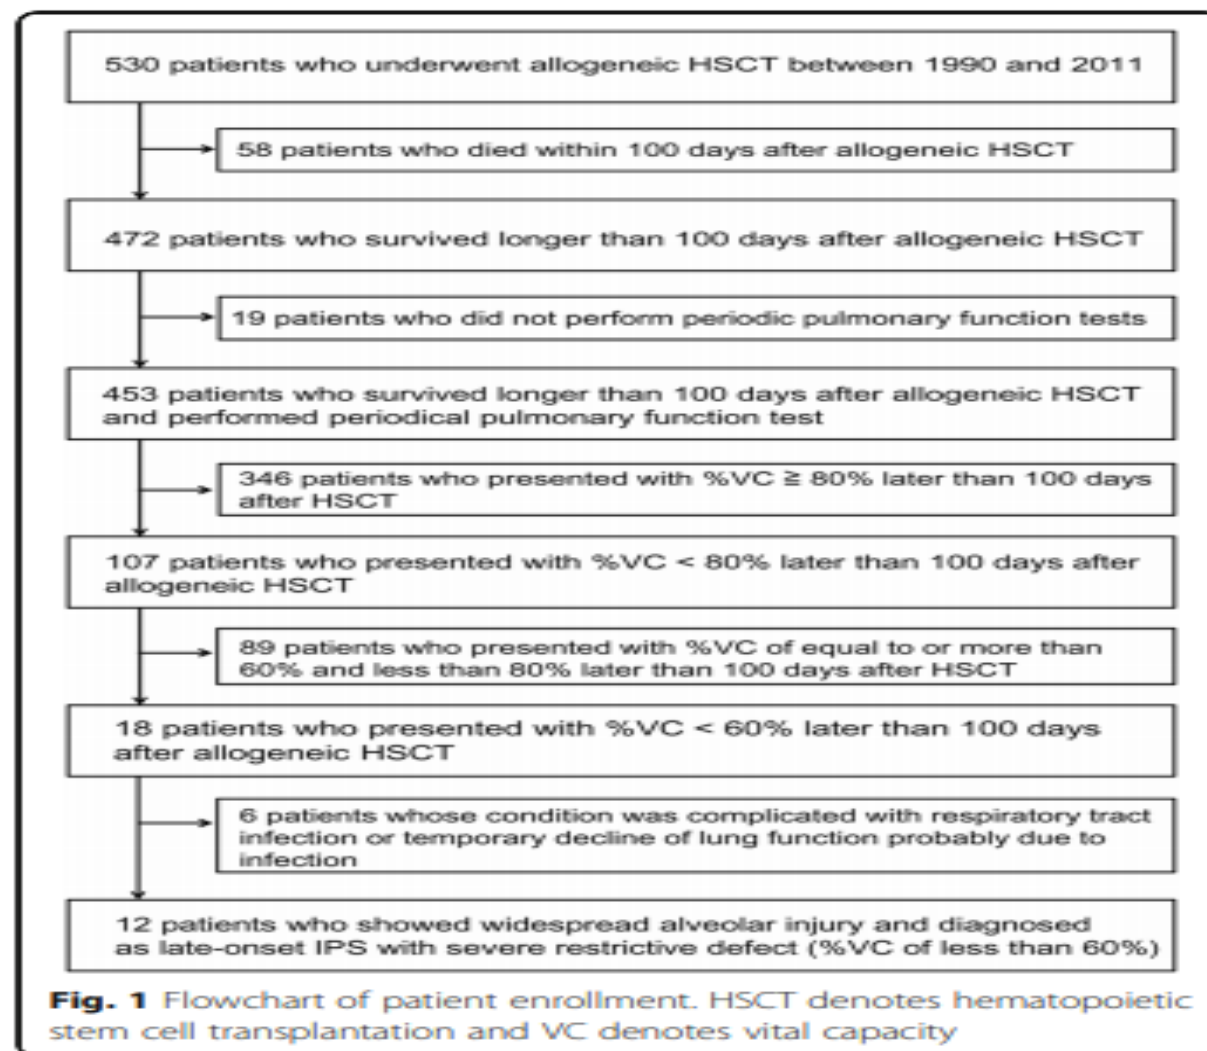 530 patients who underwent allogeneic HSCT between 1990 and 2011
58 patients who died within 100 days after allogeneic HSCT
472 patients who survived longer than 100 days after allogeneic HSCT
19 patients who did not perform periodic pulmonary function tests
453 patients who survived longer than 100 days after allogeneic HSCT
and performed periodical pulmonary function test
346 patients who presented with %VC ≧ 80% later than 100 days
after HSCT
107 patients who presented with %VC < 80% later than 100 days after
allogeneic HSCT
89 patients who presented with %VC of equal to or more than
60% and less than 80% later than 100 days after HSCT
18 patients who presented with %VC < 60% later than 100 days
after allogeneic HSCT
6 patients whose condition was complicated with respiratory tract
infection or temporary decline of lung function probably due to
infection
12 patients who showed widespread alveolar injury and diagnosed
as late-onset IPS with severe restrictive defect (%VC of less than 60%)
Fig. 1 Flowchart of patient enrollment. HSCT denotes hematopoietic
stem cell transplantation and VC denotes vital capacity